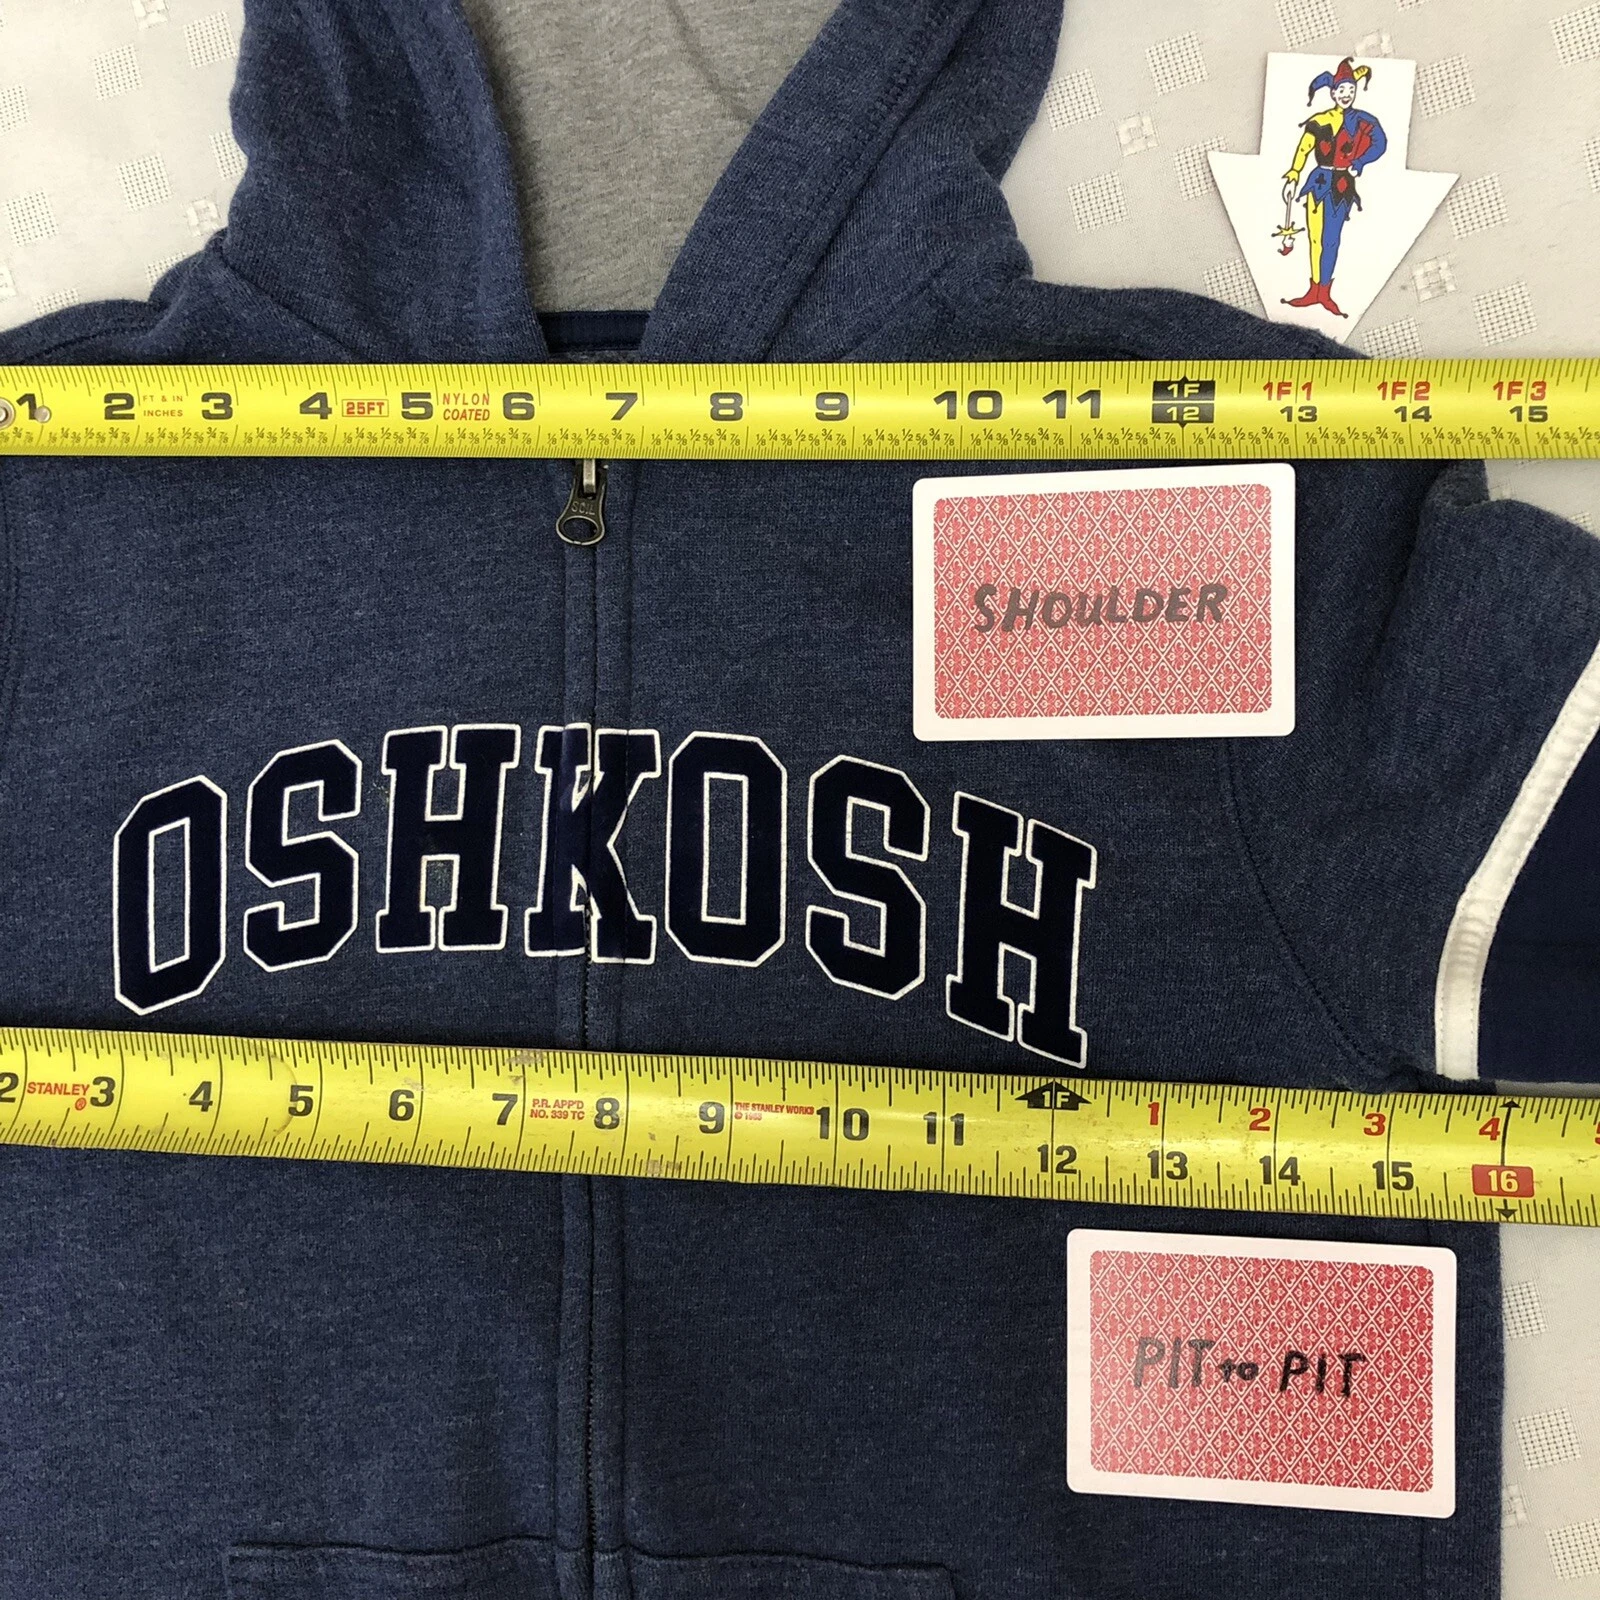 1 2 FT & IN INCHES 3 4 25FT 5 NYLON COATED 6 7 8 9 10 11 1F 12 1F1 13 1F2 14 1F3 15
SOIL
SHOULDER
OSHKOSH
2 STANLEY ® 3 4 5 6 7 P.R. APP'D NO. 339 TC 8 9 THE STANLEY WORKS © 1988 10 11 1F 12 1 13 2 14 3 15 4 16
PIT to PIT